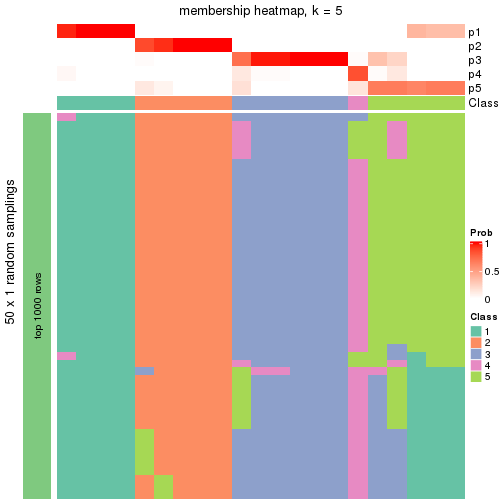 membership heatmap, k = 5
p1
p2
p3
p4
p5
Class
50 x 1 random samplings
top 1000 rows
Prob
1
0.5
0
Class
1
2
3
4
5